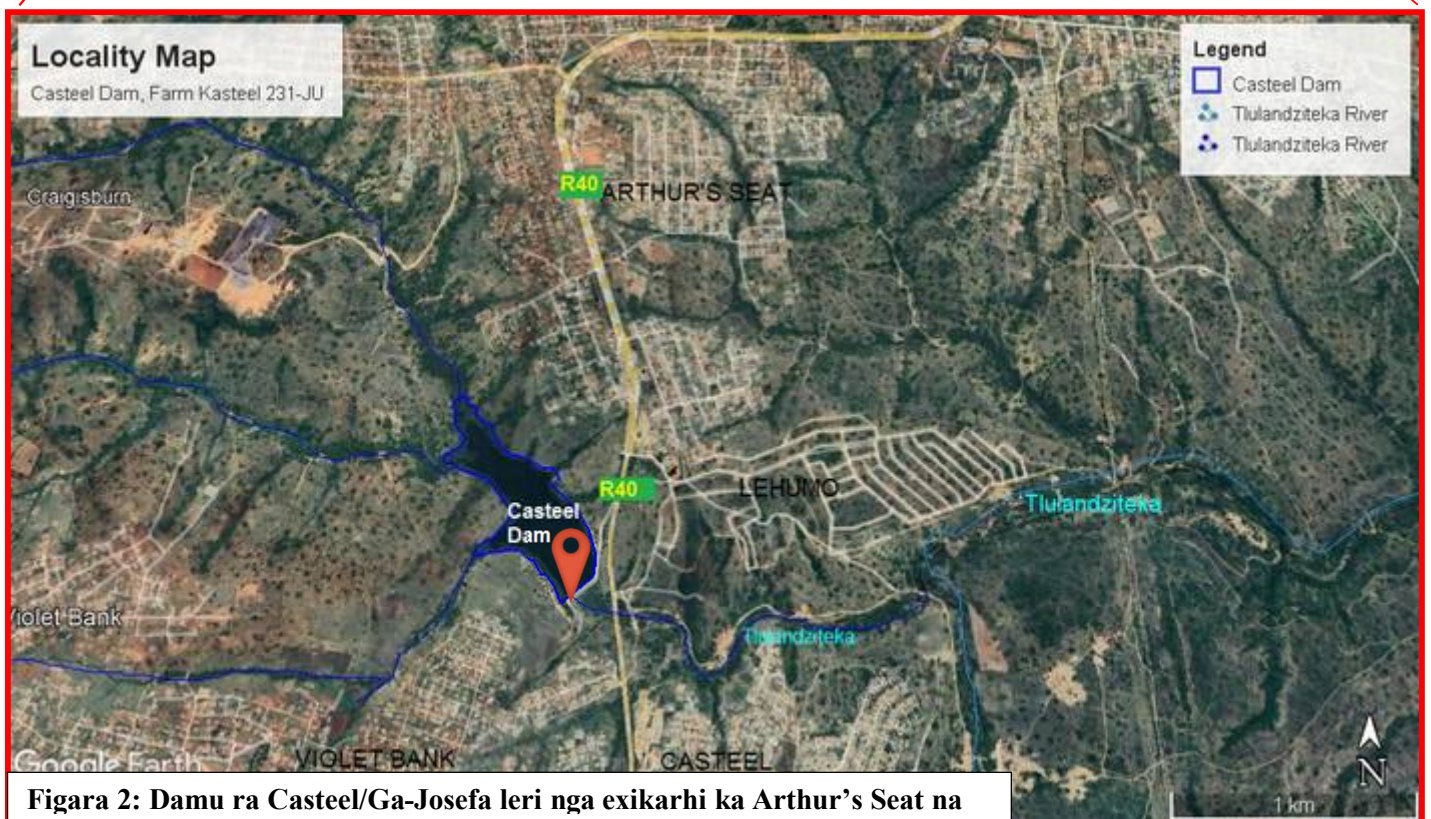 Locality Map
Casteel Dam, Farm Kasteel 231-JU
Legend
Casteel Dam
Tlulandziteka River
Tlulandziteka River
Craigisburn
R40
ARTHUR'S SEAT
R40
LEHUMO
Casteel
Dam
Tlulandziteka
Violet Bank
Tlulandziteka
VIOLET BANK
CASTEEL
Google Earth
N
1 km
Figara 2: Damu ra Casteel/Ga-Josefa leri nga exikarhi ka Arthur’s Seat na